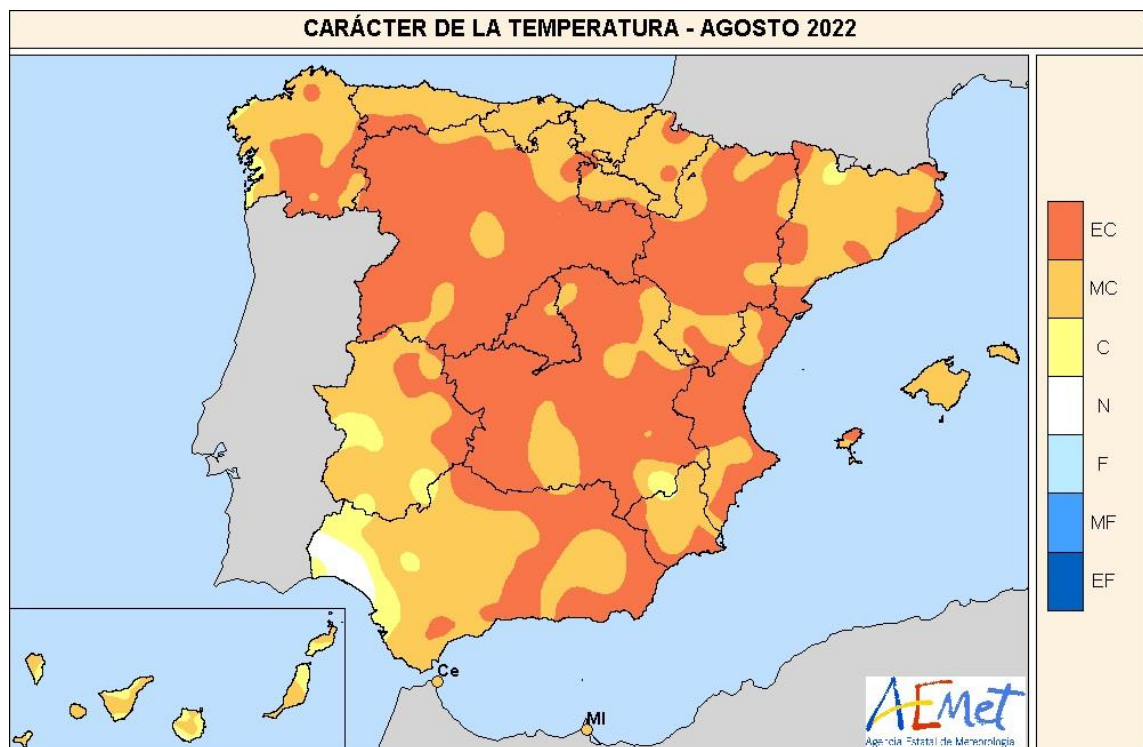 CARÁCTER DE LA TEMPERATURA - AGOSTO 2022
EC
MC
C
N
F
MF
EF
Ce
Ml
AEMet
Agencia Estatal de Meteorología